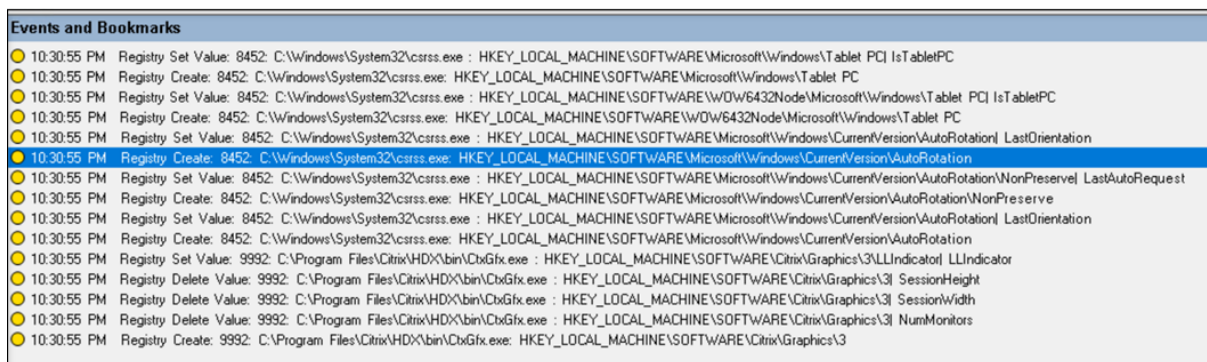 Events and Bookmarks
10:30:55 PM Registry Set Value: 8452: C:\Windows\System32\csrss.exe : HKEY_LOCAL_MACHINE\SOFTWARE\Microsoft\Windows\Tablet PC| IsTabletPC
10:30:55 PM Registry Create: 8452: C:\Windows\System32\csrss.exe: HKEY_LOCAL_MACHINE\SOFTWARE\Microsoft\Windows\Tablet PC
10:30:55 PM Registry Set Value: 8452: C:\Windows\System32\csrss.exe : HKEY_LOCAL_MACHINE\SOFTWARE\WOW6432Node\Microsoft\Windows\Tablet PC| IsTabletPC
10:30:55 PM Registry Create: 8452: C:\Windows\System32\csrss.exe: HKEY_LOCAL_MACHINE\SOFTWARE\WOW6432Node\Microsoft\Windows\Tablet PC
10:30:55 PM Registry Set Value: 8452: C:\Windows\System32\csrss.exe : HKEY_LOCAL_MACHINE\SOFTWARE\Microsoft\Windows\CurrentVersion\AutoRotation| LastOrientation
10:30:55 PM Registry Create: 8452: C:\Windows\System32\csrss.exe: HKEY_LOCAL_MACHINE\SOFTWARE\Microsoft\Windows\CurrentVersion\AutoRotation
10:30:55 PM Registry Set Value: 8452: C:\Windows\System32\csrss.exe : HKEY_LOCAL_MACHINE\SOFTWARE\Microsoft\Windows\CurrentVersion\AutoRotation\NonPreserve| LastAutoRequest
10:30:55 PM Registry Create: 8452: C:\Windows\System32\csrss.exe: HKEY_LOCAL_MACHINE\SOFTWARE\Microsoft\Windows\CurrentVersion\AutoRotation\NonPreserve
10:30:55 PM Registry Set Value: 8452: C:\Windows\System32\csrss.exe : HKEY_LOCAL_MACHINE\SOFTWARE\Microsoft\Windows\CurrentVersion\AutoRotation| LastOrientation
10:30:55 PM Registry Create: 8452: C:\Windows\System32\csrss.exe: HKEY_LOCAL_MACHINE\SOFTWARE\Microsoft\Windows\CurrentVersion\AutoRotation
10:30:55 PM Registry Set Value: 9992: C:\Program Files\Citrix\HDX\bin\CtxGfx.exe : HKEY_LOCAL_MACHINE\SOFTWARE\Citrix\Graphics\3\LLIndicator| LLIndicator
10:30:55 PM Registry Delete Value: 9992: C:\Program Files\Citrix\HDX\bin\CtxGfx.exe : HKEY_LOCAL_MACHINE\SOFTWARE\Citrix\Graphics\3| SessionHeight
10:30:55 PM Registry Delete Value: 9992: C:\Program Files\Citrix\HDX\bin\CtxGfx.exe : HKEY_LOCAL_MACHINE\SOFTWARE\Citrix\Graphics\3| SessionWidth
10:30:55 PM Registry Delete Value: 9992: C:\Program Files\Citrix\HDX\bin\CtxGfx.exe : HKEY_LOCAL_MACHINE\SOFTWARE\Citrix\Graphics\3| NumMonitors
10:30:55 PM Registry Create: 9992: C:\Program Files\Citrix\HDX\bin\CtxGfx.exe: HKEY_LOCAL_MACHINE\SOFTWARE\Citrix\Graphics\3